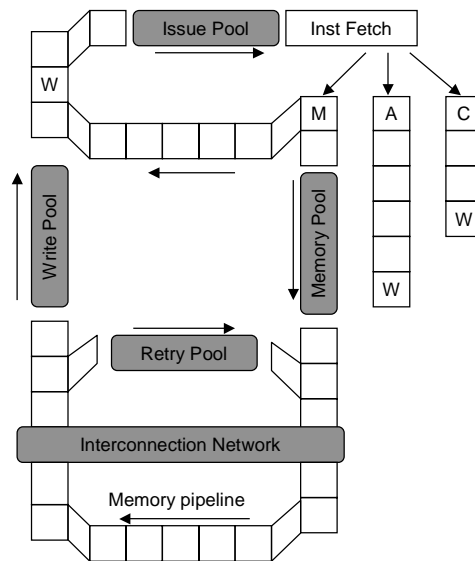 Issue Pool
Inst Fetch
W
M
A
C
W
W
Write Pool
Memory Pool
Retry Pool
Interconnection Network
Memory pipeline